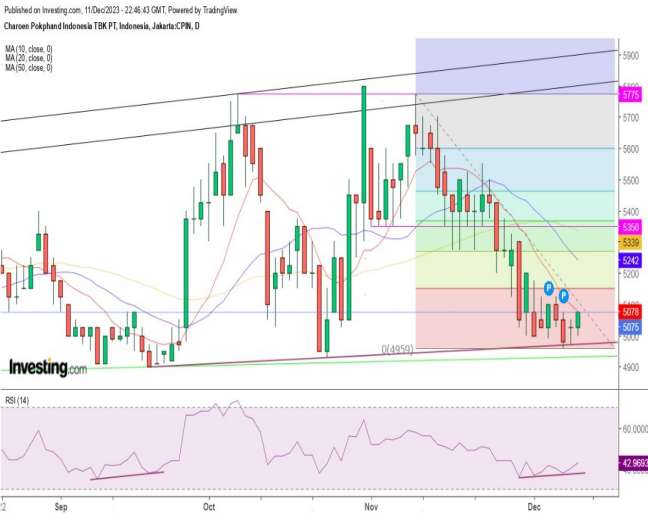 Published on Investing.com, 11/Dec/2023 - 22:46:43 GMT, Powered by TradingView.
Charoen Pokphand Indonesia TBK PT, Indonesia, Jakarta:CPIN, D
MA (10, close, 0)
MA (20, close, 0)
MA (50, close, 0)
5900
5775
5700
5600
5500
5400
5350
5339
5242
5200
P
P
5078
5075
5000
0(4959)
4900
Investing.com
RSI (14)
60.0000
42.9693
Sep
Oct
Nov
Dec